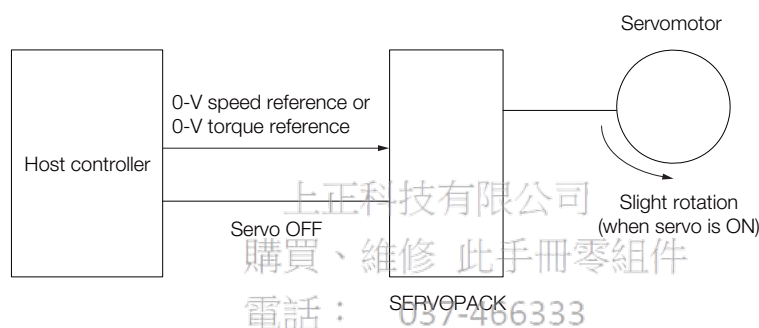 Servomotor
0-V speed reference or
0-V torque reference
Host controller
上正科技有限公司
Slight rotation
(when servo is ON)
Servo OFF
購買、維修 此手冊零組件
SERVOPACK
電話： 037-466333